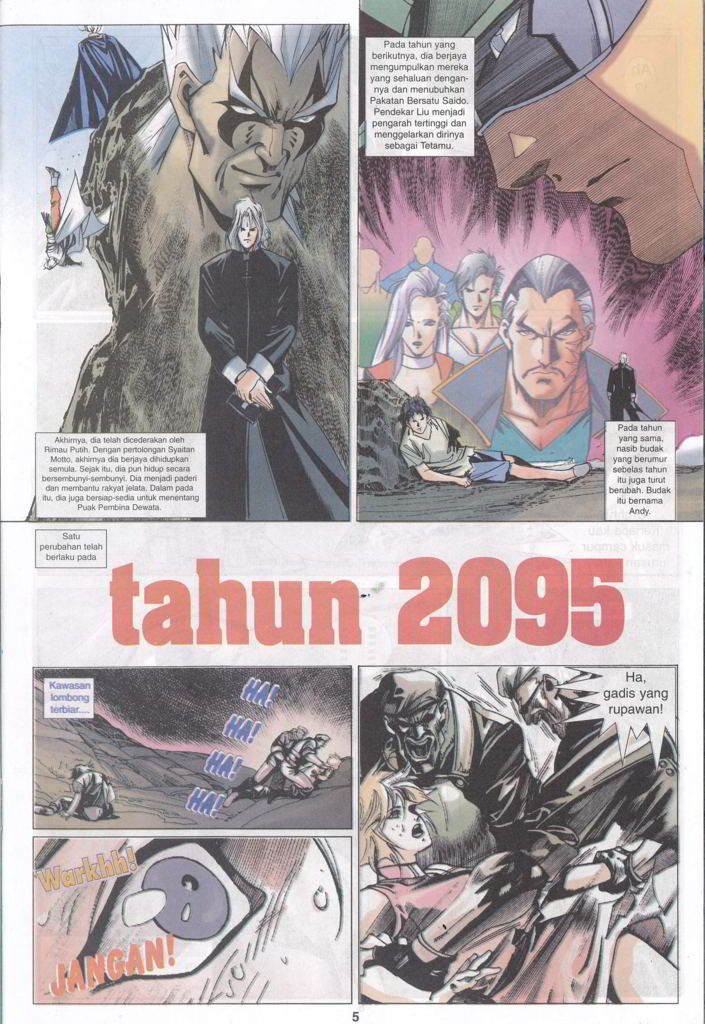 Akhirnya, dia telah dicederakan oleh
Rimau Putih. Dengan pertolongan Syaitan
Motto, akhirnya dia berjaya dihidupkan
semula. Sejak itu, dia pun hidup secara
bersembunyi-sembunyi. Dia menjadi paderi
dan membantu rakyat jelata. Dalam pada
itu, dia juga bersiap-sedia untuk menentang
Puak Pembina Dewata.
Pada tahun yang
berikutnya, dia berjaya
mengumpulkan mereka
yang sehaluan dengan-
nya dan menubuhkan
Pakatan Bersatu Saido.
Pendekar Liu menjadi
pengarah tertinggi dan
menggelarkan dirinya
sebagai Tetamu.
Pada tahun
yang sama,
nasib budak
yang berumur
sebelas tahun
itu juga turut
berubah. Budak
itu bernama
Andy.
Satu
perubahan telah
berlaku pada
tahun 2095
Kawasan
lombong
terbiar....
HA!
HA!
HA!
HA!
Ha,
gadis yang
rupawan!
Warkhh!
JANGAN!
5